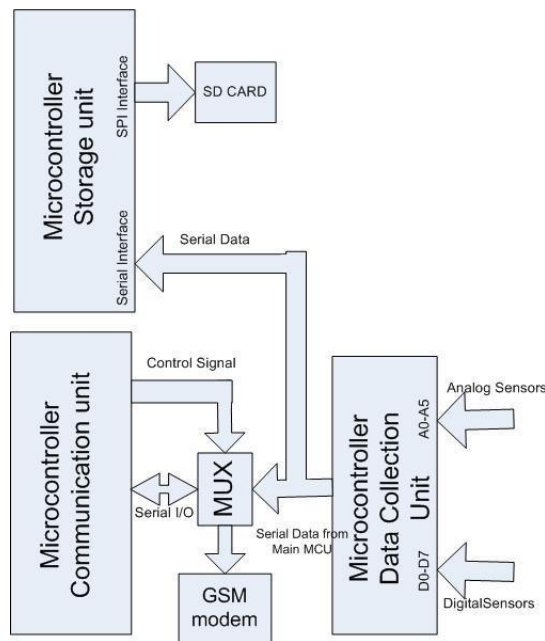 Microcontroller
Storage unit
SPI Interface
Serial Interface
SD CARD
Serial Data
Microcontroller
Communication unit
Control Signal
Serial I/O
MUX
GSM
modem
Serial Data from
Main MCU
Microcontroller
Data Collection
Unit
A0-A5
D0-D7
Analog Sensors
DigitalSensors